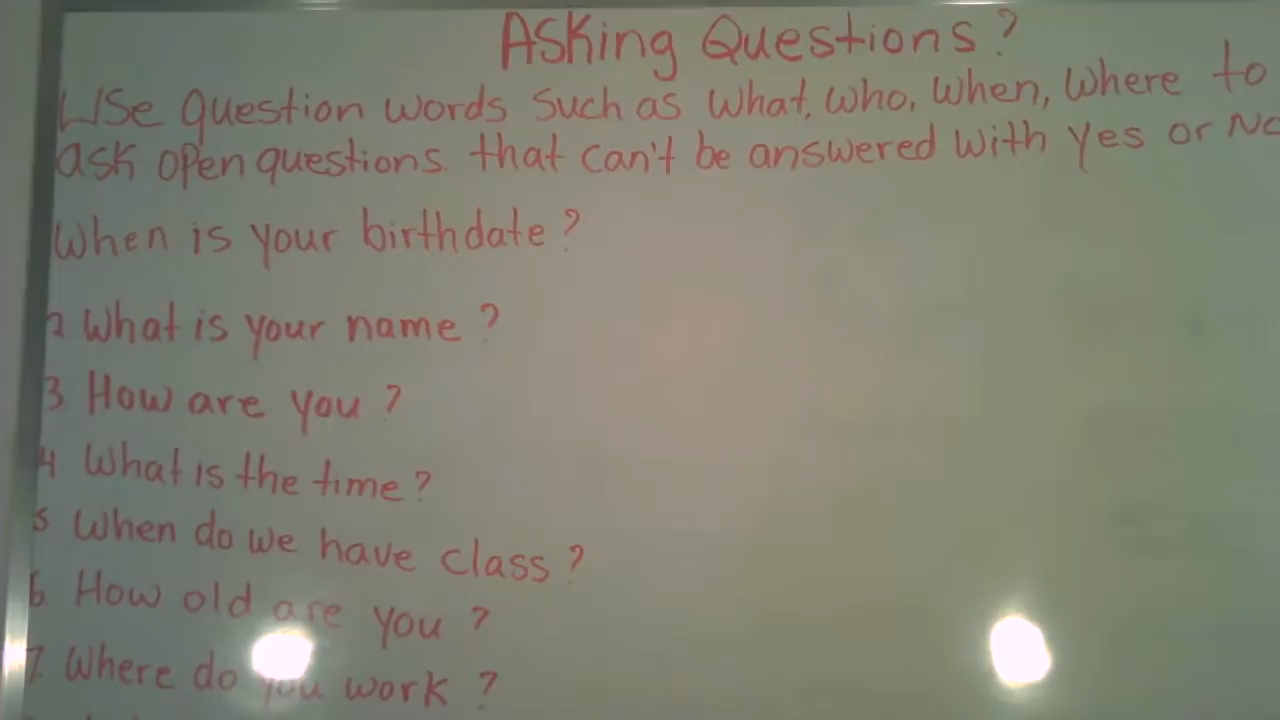 Asking Questions?
Use question words such as what, who, when, where to
ask open questions that can't be answered with yes or No
When is your birthdate?
2 What is your name?
3 How are you?
4 What is the time?
5 When do we have class?
6 How old are you?
7. Where do you work?